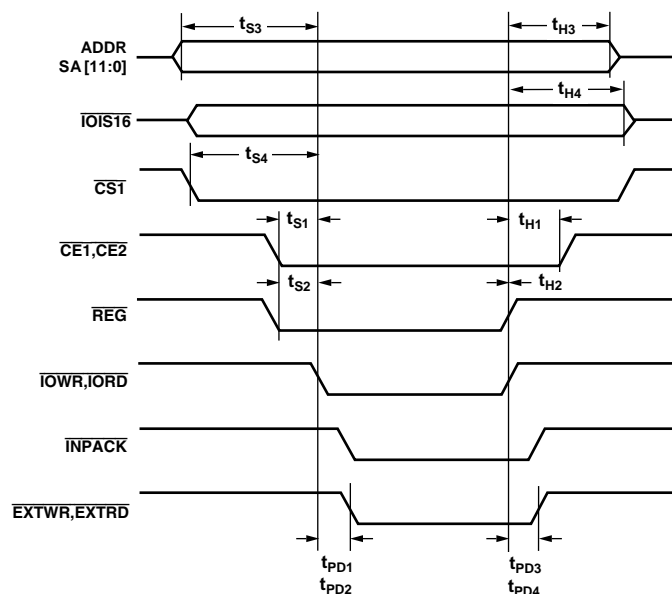 tS3
tH3
ADDR
SA [11:0]
tH4
IOIS16
tS4
CS1
tS1
tH1
CE1,CE2
tS2
tH2
REG
IOWR,IORD
INPACK
EXTWR,EXTRD
tPD1
tPD3
tPD2
tPD4